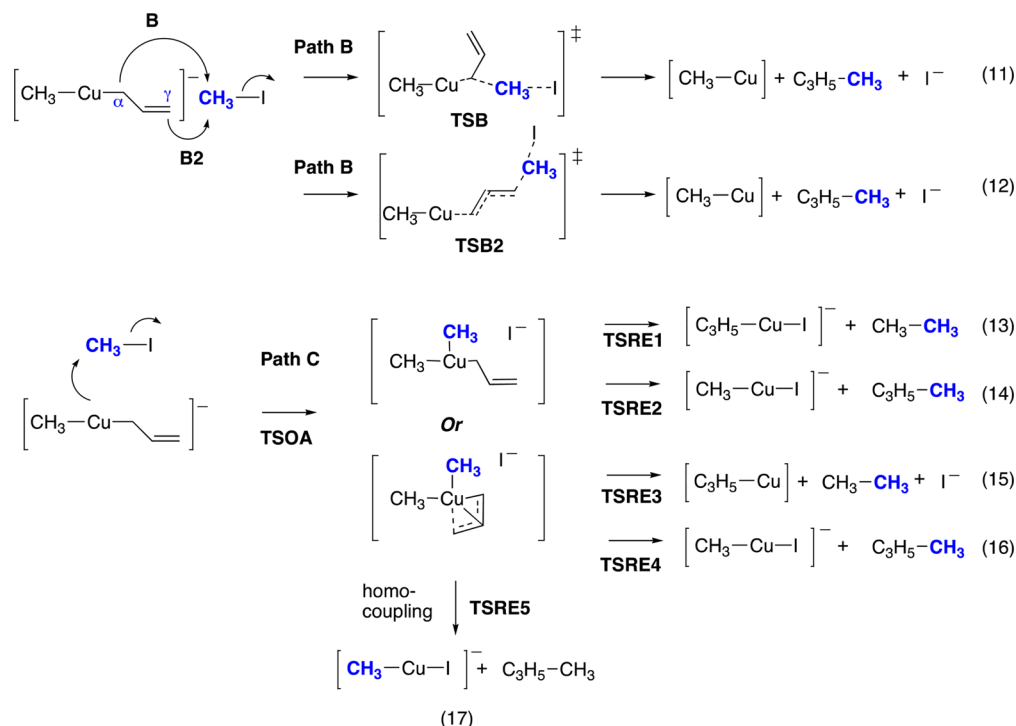 B
Path B
‡
[CH₃—Cu α γ]⁻ CH₃—I
CH₃—Cu CH₃---I
[CH₃—Cu] + C₃H₅—CH₃ + I⁻ (11)
TSB
B2
I
Path B
‡
CH₃
CH₃—Cu
[CH₃—Cu] + C₃H₅—CH₃ + I⁻ (12)
TSB2
CH₃—I
CH₃ I⁻
CH₃—Cu
[C₃H₅—Cu—I]⁻ + CH₃—CH₃ (13)
TSRE1
Path C
[CH₃—Cu]⁻
TSOA
[CH₃—Cu—I]⁻ + C₃H₅—CH₃ (14)
TSRE2
Or
CH₃ I⁻
CH₃—Cu
[C₃H₅—Cu] + CH₃—CH₃ + I⁻ (15)
TSRE3
[CH₃—Cu—I]⁻ + C₃H₅—CH₃ (16)
TSRE4
homo-
coupling
TSRE5
[CH₃—Cu—I]⁻ + C₃H₅—CH₃
(17)